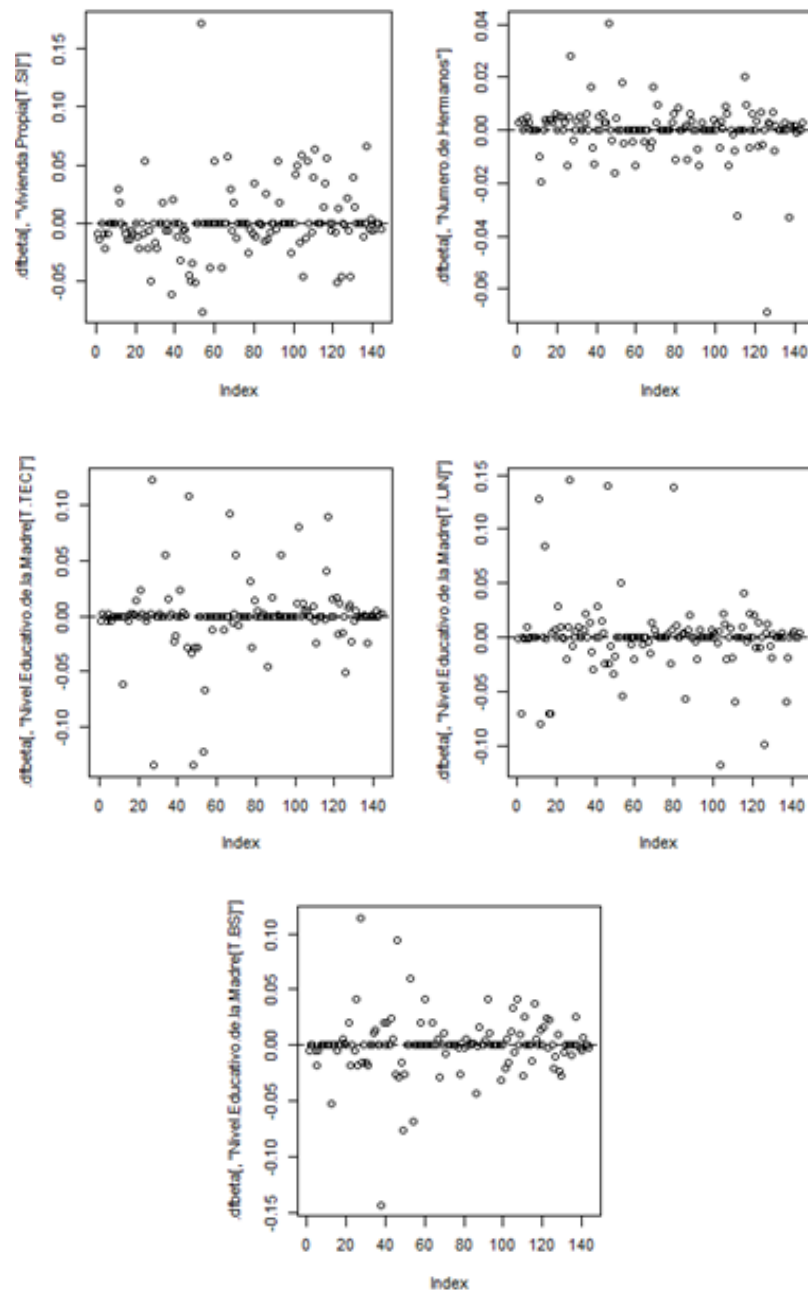 .dfbeta[, "Vivienda.Propia[T.SI]"]
0.15
0.10
0.05
0.00
-0.05
0 20 40 60 80 100 120 140
Index
.dfbeta[, "Numero.de.Hermanos"]
0.04
0.02
0.00
-0.02
-0.04
-0.06
0 20 40 60 80 100 120 140
Index
.dfbeta[, "Nivel.Educativo.de.la.Madre[T.TEC]"]
0.10
0.05
0.00
-0.05
-0.10
0 20 40 60 80 100 120 140
Index
.dfbeta[, "Nivel.Educativo.de.la.Madre[T.UN]"]
0.15
0.10
0.05
0.00
-0.05
-0.10
0 20 40 60 80 100 120 140
Index
.dfbeta[, "Nivel.Educativo.de.la.Madre[T.BS]"]
0.10
0.05
0.00
-0.05
-0.10
-0.15
0 20 40 60 80 100 120 140
Index